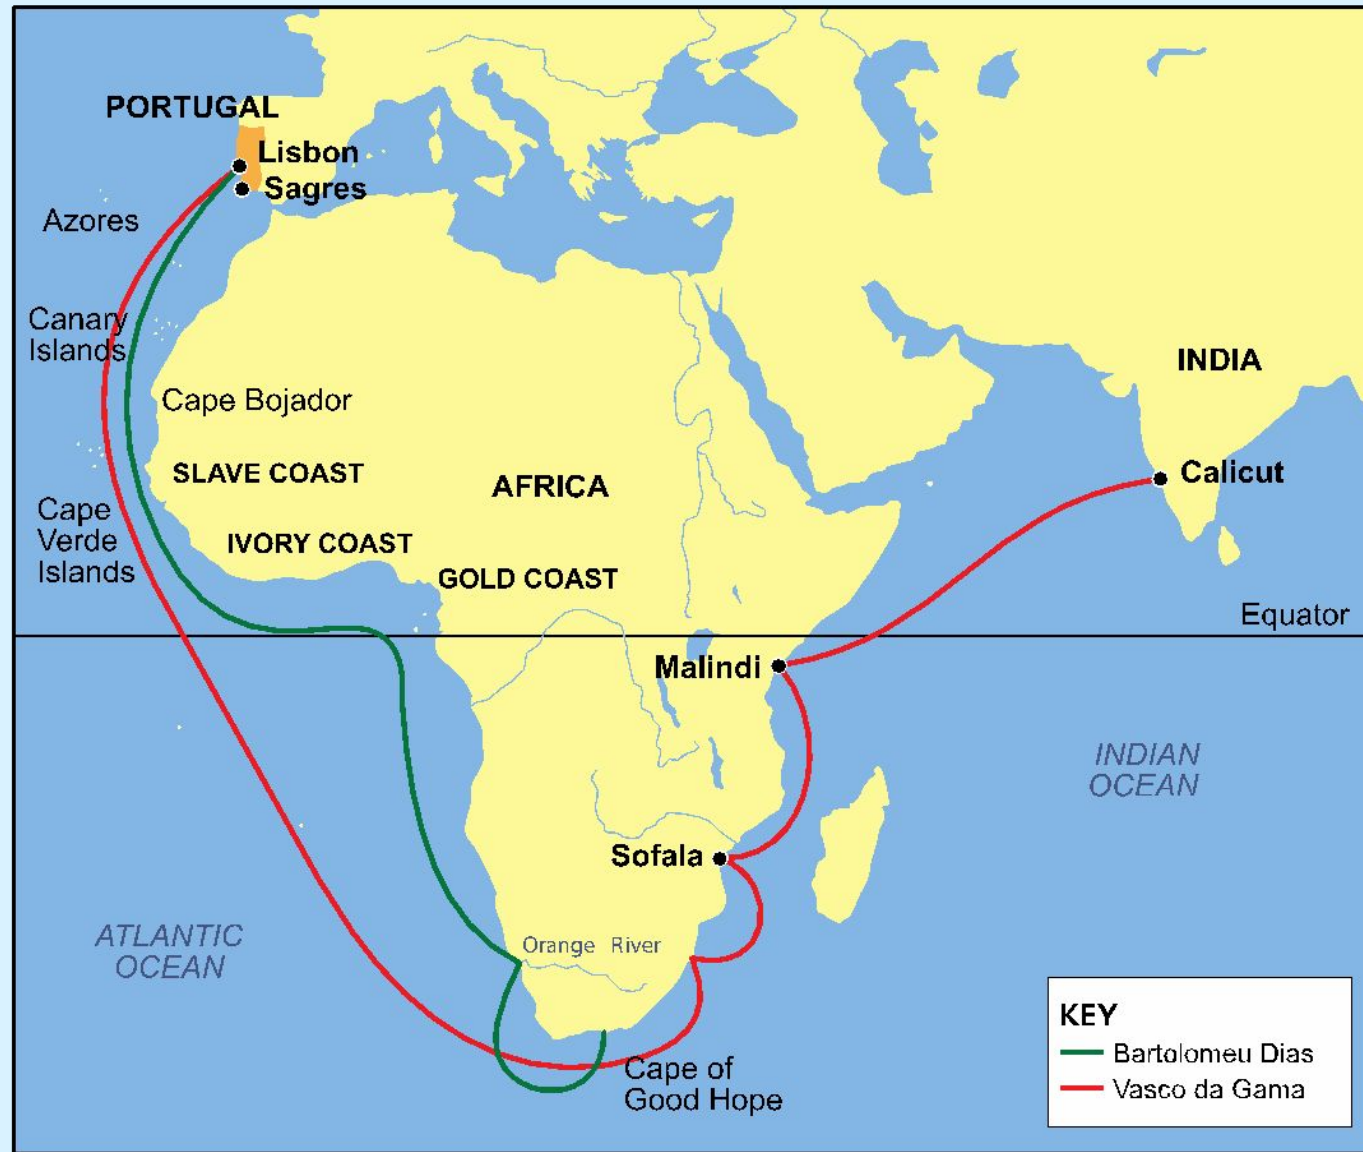 PORTUGAL
Lisbon
Sagres
Azores
Canary
Islands
INDIA
Cape Bojador
SLAVE COAST
AFRICA
Calicut
Cape
Verde
Islands
IVORY COAST
GOLD COAST
Equator
Malindi
INDIAN
OCEAN
Sofala
ATLANTIC
OCEAN
Orange River
Cape of
Good Hope
KEY
Bartolomeu Dias
Vasco da Gama